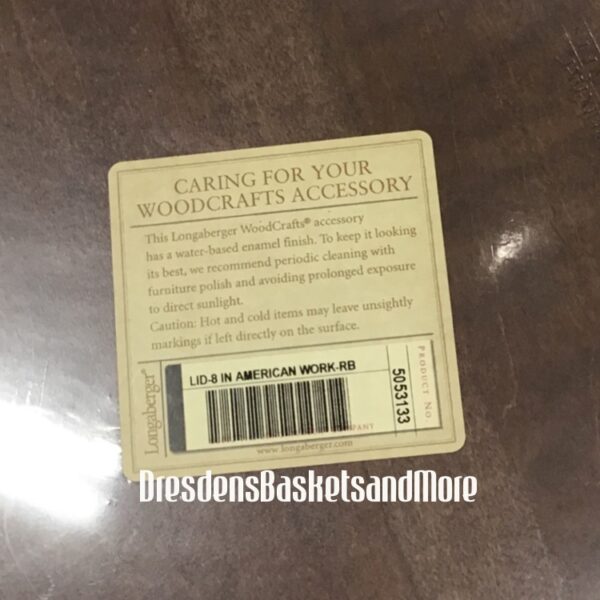 CARING FOR YOUR
WOODCRAFTS ACCESSORY
This Longaberger WoodCrafts® accessory
has a water-based enamel finish. To keep it looking
its best, we recommend periodic cleaning with
furniture polish and avoiding prolonged exposure
to direct sunlight.
Caution: Hot and cold items may leave unsightly
markings if left directly on the surface.
Longaberger®
LID-8 IN AMERICAN WORK-RB
5053133
PRODUCT NO.
www.longaberger.com
DresdensBasketsandMore